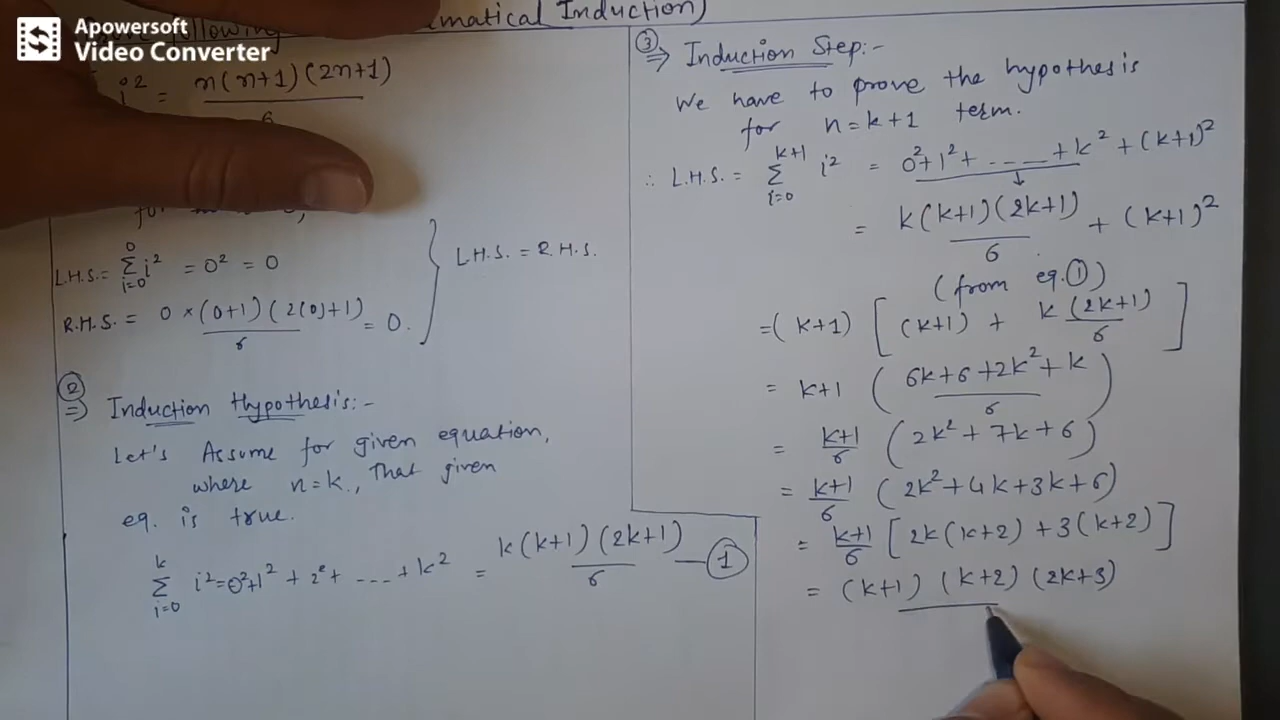 Apowersoft
Video Converter
matical Induction)
i² = n(n+1)(2n+1) / 6
L.H.S. = Σ_{i=0}^{0} i² = 0² = 0
R.H.S. = 0 × (0+1)(2(0)+1) / 6 = 0.
L.H.S. = R.H.S.
② ⇒ Induction Hypothesis:-
Let's Assume for given equation,
where n=k., That given
eq. is true.
Σ_{i=0}^{k} i² = 0²+1² + 2² + ---- + k² = k(k+1)(2k+1) / 6 — ①
③ ⇒ Induction Step:-
We have to prove the hypothesis
for n=k+1 term.
∴ L.H.S. = Σ_{i=0}^{k+1} i² = 0²+1²+ ---- + k² + (k+1)²
= k(k+1)(2k+1) / 6 + (k+1)²
(from eq.①)
=(k+1) [ (k+1) + k(2k+1) / 6 ]
= k+1 ( 6k+6+2k²+k / 6 )
= k+1 / 6 ( 2k²+7k+6 )
= k+1 / 6 ( 2k²+4k+3k+6 )
= k+1 / 6 [ 2k(k+2) + 3(k+2) ]
= (k+1) (k+2) (2k+3)